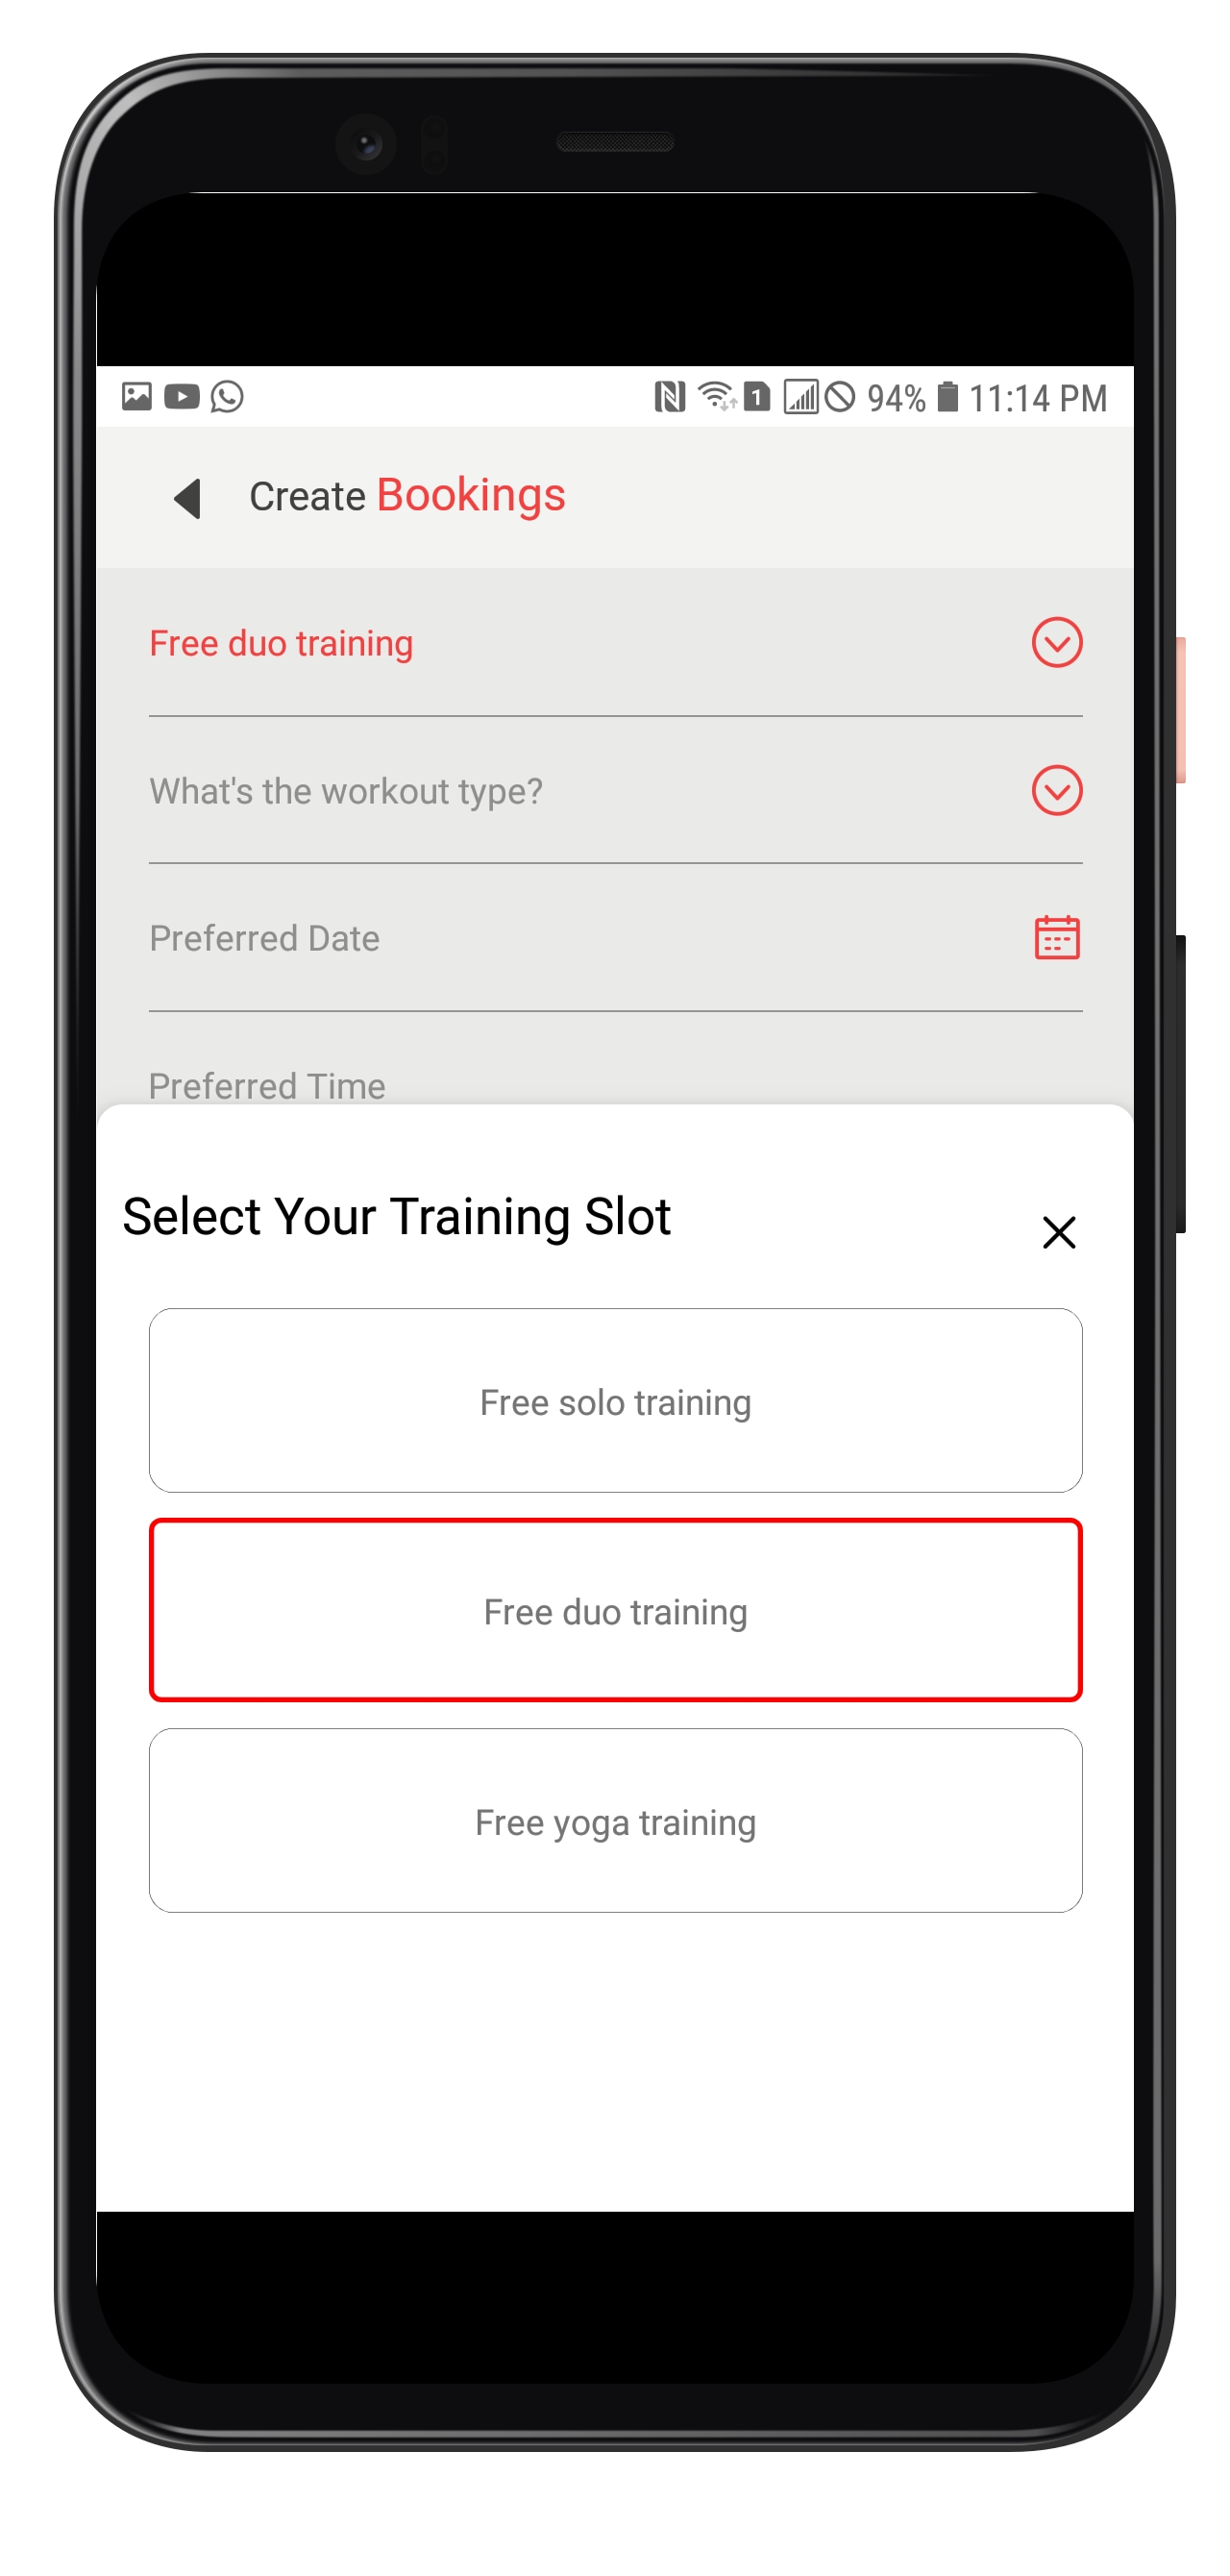 94% 11:14 PM
Create Bookings
Free duo training
What's the workout type?
Preferred Date
Preferred Time
Select Your Training Slot
Free solo training
Free duo training
Free yoga training